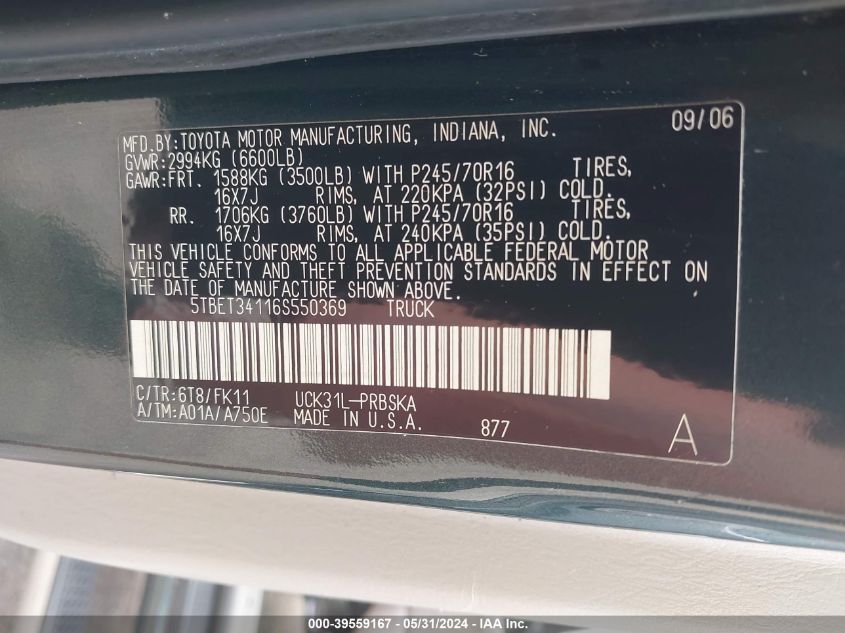 09/06
MFD.BY:TOYOTA MOTOR MANUFACTURING, INDIANA, INC.
GVWR:2994KG (6600LB)
GAWR:FRT. 1588KG (3500LB) WITH P245/70R16 TIRES,
16X7J RIMS, AT 220KPA (32PSI) COLD.
RR. 1706KG (3760LB) WITH P245/70R16 TIRES,
16X7J RIMS, AT 240KPA (35PSI) COLD.
THIS VEHICLE CONFORMS TO ALL APPLICABLE FEDERAL MOTOR
VEHICLE SAFETY AND THEFT PREVENTION STANDARDS IN EFFECT ON
THE DATE OF MANUFACTURE SHOWN ABOVE.
5TBET34116S550369 TRUCK
C/TR:6T8/FK11 UCK31L-PRBSKA
A/TM:A01A/A750E MADE IN U.S.A. 877 A
000-39559167 - 05/31/2024 - IAA Inc.